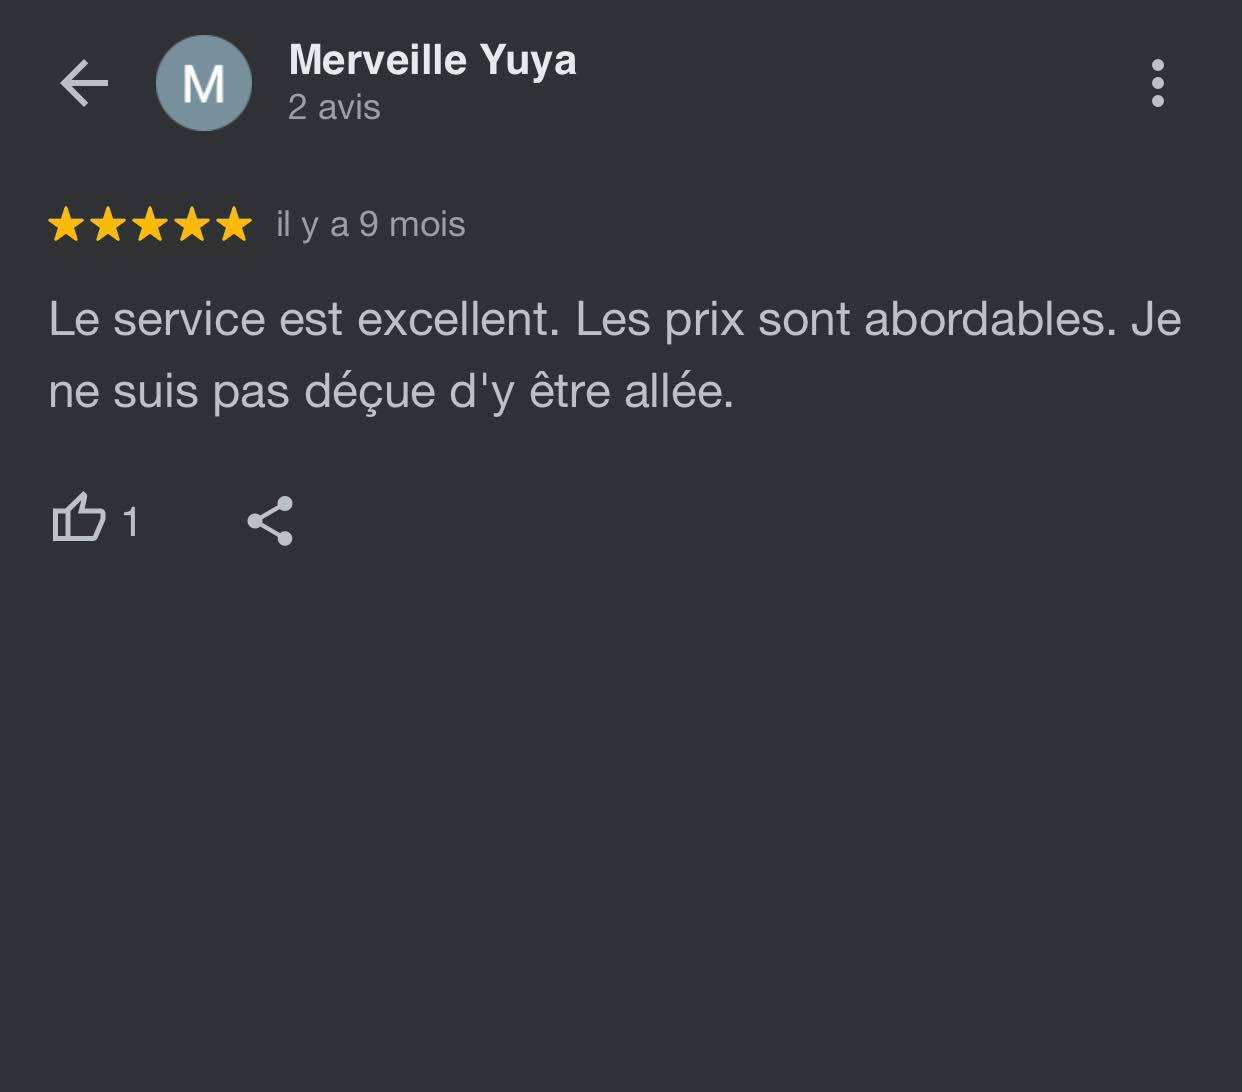 M
Merveille Yuya
2 avis
il y a 9 mois
Le service est excellent. Les prix sont abordables. Je
ne suis pas déçue d'y être allée.
1